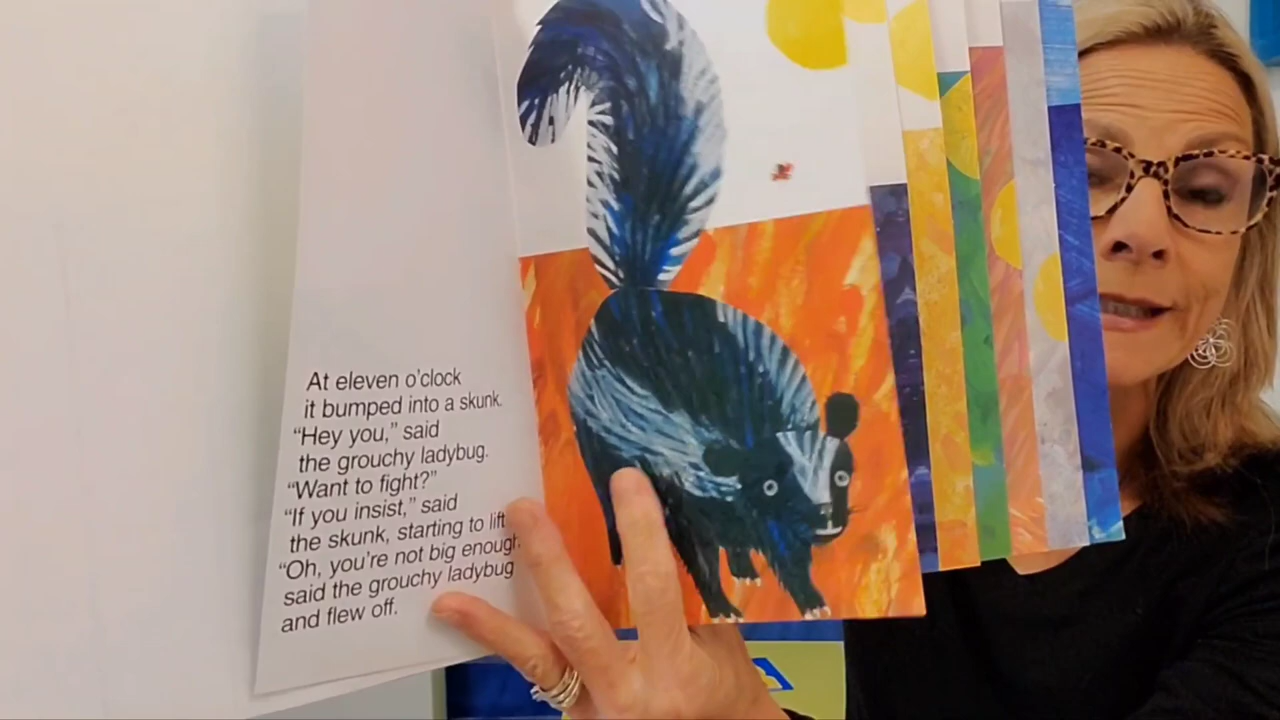 At eleven o'clock
it bumped into a skunk.
"Hey you," said
the grouchy ladybug.
"Want to fight?"
"If you insist," said
the skunk, starting to lift
"Oh, you're not big enough
said the grouchy ladybug
and flew off.